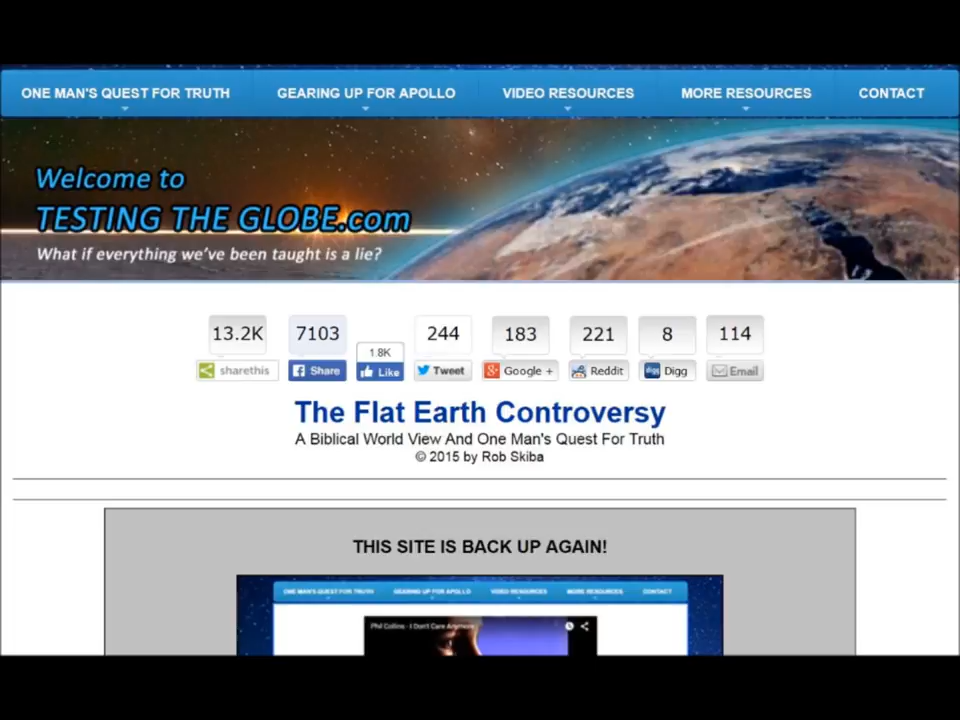 ONE MAN'S QUEST FOR TRUTH GEARING UP FOR APOLLO VIDEO RESOURCES MORE RESOURCES CONTACT
Welcome to
TESTING THE GLOBE.com
What if everything we've been taught is a lie?
13.2K 7103 244 183 221 8 114
1.8K
sharethis Share Like Tweet Google + Reddit Digg Email
The Flat Earth Controversy
A Biblical World View And One Man's Quest For Truth
© 2015 by Rob Skiba
THIS SITE IS BACK UP AGAIN!
ONE MAN'S QUEST FOR TRUTH GEARING UP FOR APOLLO VIDEO RESOURCES MORE RESOURCES CONTACT
Phil Collins - I Don't Care Anymore